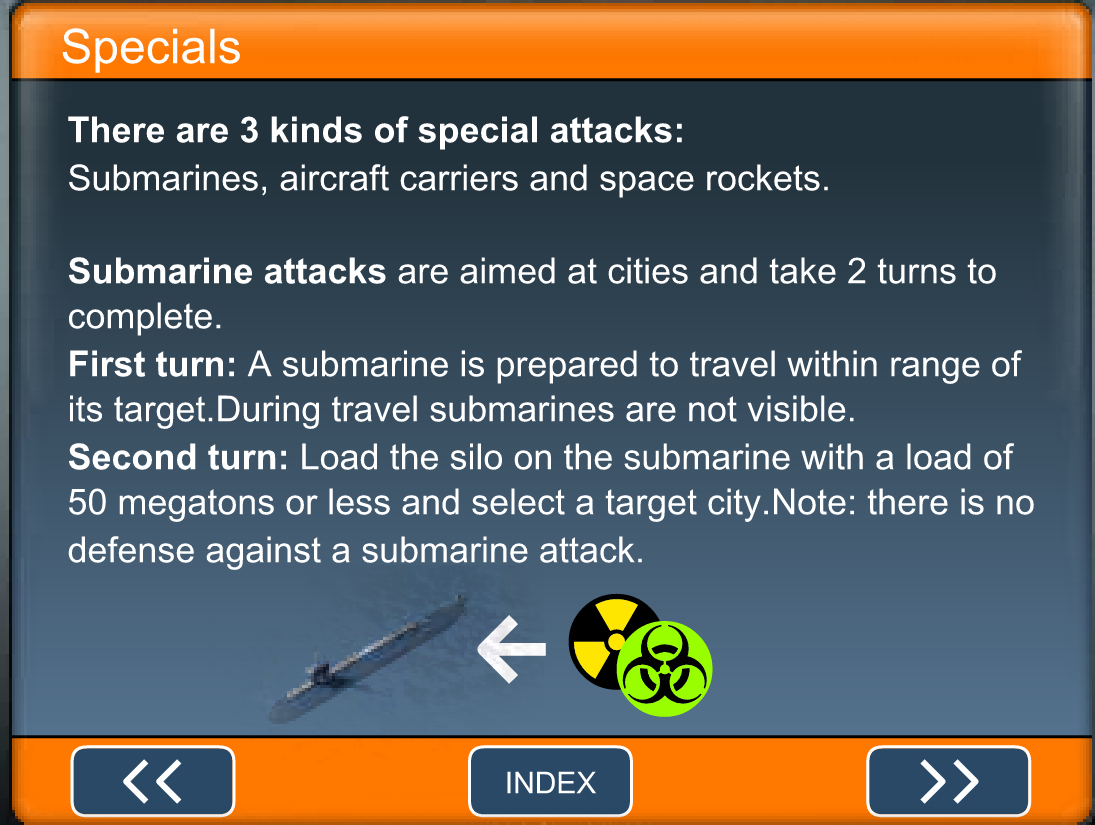 Specials
There are 3 kinds of special attacks:
Submarines, aircraft carriers and space rockets.
Submarine attacks are aimed at cities and take 2 turns to
complete.
First turn: A submarine is prepared to travel within range of
its target.During travel submarines are not visible.
Second turn: Load the silo on the submarine with a load of
50 megatons or less and select a target city.Note: there is no
defense against a submarine attack.
INDEX